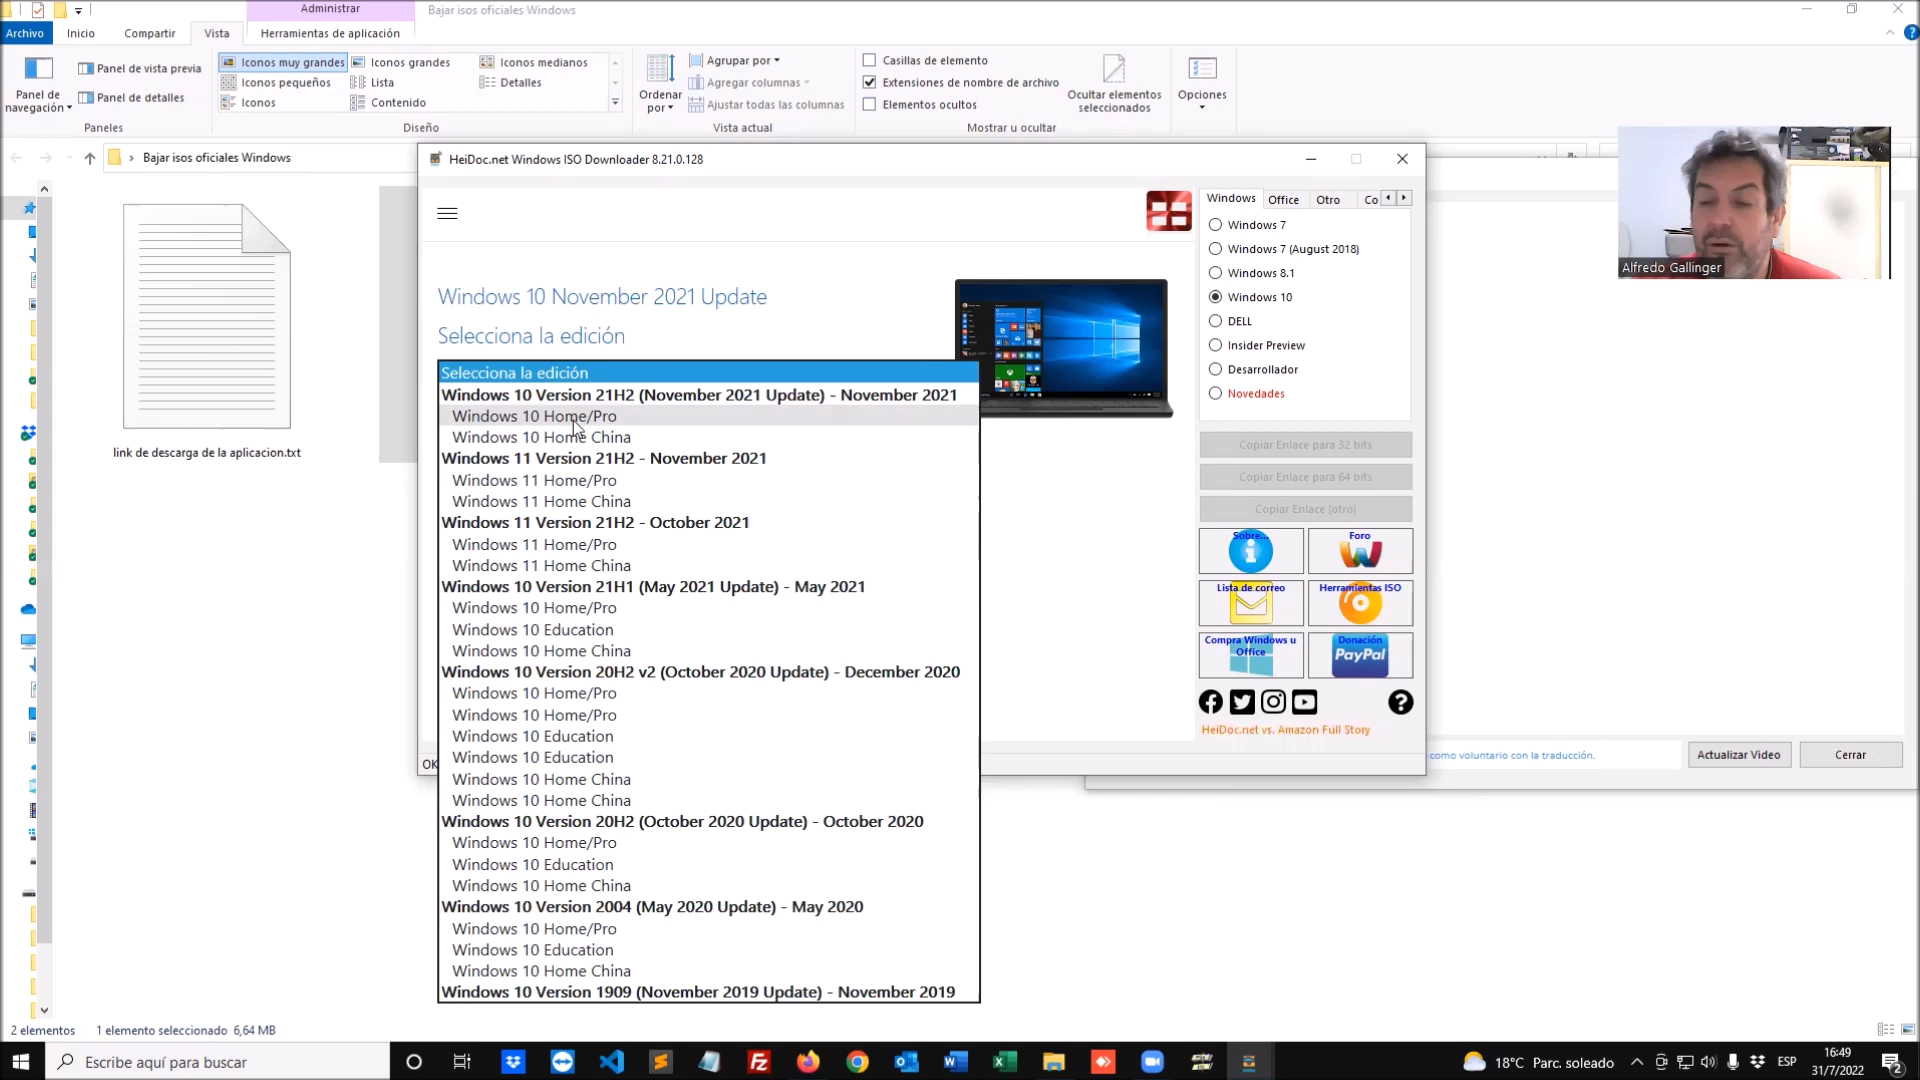 Administrar
Bajar isos oficiales Windows
Archivo
Inicio
Compartir
Vista
Herramientas de aplicación
Panel de navegación
Panel de vista previa
Panel de detalles
Paneles
Iconos muy grandes
Iconos grandes
Iconos medianos
Iconos pequeños
Lista
Detalles
Iconos
Contenido
Diseño
Ordenar por
Agrupar por
Agregar columnas
Ajustar todas las columnas
Vista actual
Casillas de elemento
Extensiones de nombre de archivo
Elementos ocultos
Ocultar elementos seleccionados
Mostrar u ocultar
Opciones
Bajar isos oficiales Windows
link de descarga de la aplicacion.txt
HeiDoc.net Windows ISO Downloader 8.21.0.128
Windows 10 November 2021 Update
Selecciona la edición
Selecciona la edición
Windows 10 Version 21H2 (November 2021 Update) - November 2021
Windows 10 Home/Pro
Windows 10 Home China
Windows 11 Version 21H2 - November 2021
Windows 11 Home/Pro
Windows 11 Home China
Windows 11 Version 21H2 - October 2021
Windows 11 Home/Pro
Windows 11 Home China
Windows 10 Version 21H1 (May 2021 Update) - May 2021
Windows 10 Home/Pro
Windows 10 Education
Windows 10 Home China
Windows 10 Version 20H2 v2 (October 2020 Update) - December 2020
Windows 10 Home/Pro
Windows 10 Home/Pro
Windows 10 Education
Windows 10 Education
Windows 10 Home China
Windows 10 Home China
Windows 10 Version 20H2 (October 2020 Update) - October 2020
Windows 10 Home/Pro
Windows 10 Education
Windows 10 Home China
Windows 10 Version 2004 (May 2020 Update) - May 2020
Windows 10 Home/Pro
Windows 10 Education
Windows 10 Home China
Windows 10 Version 1909 (November 2019 Update) - November 2019
OK
Windows
Office
Otro
Co
Windows 7
Windows 7 (August 2018)
Windows 8.1
Windows 10
DELL
Insider Preview
Desarrollador
Novedades
Copiar Enlace para 32 bits
Copiar Enlace para 64 bits
Copiar Enlace (otro)
Sobre...
Foro
Lista de correo
Herramientas ISO
Compra Windows u Office
Donación
PayPal
HeiDoc.net vs. Amazon Full Story
Alfredo Gallinger
como voluntario con la traducción.
Actualizar Video
Cerrar
2 elementos
1 elemento seleccionado 6,64 MB
Escribe aquí para buscar
18°C Parc. soleado
ESP
16:49
31/7/2022
2